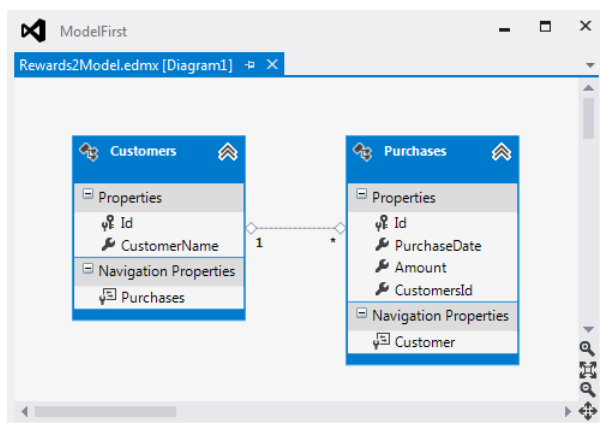 ModelFirst
Rewards2Model.edmx [Diagram1]
Customers
Properties
Id
CustomerName
Navigation Properties
Purchases
1
*
Purchases
Properties
Id
PurchaseDate
Amount
CustomersId
Navigation Properties
Customer